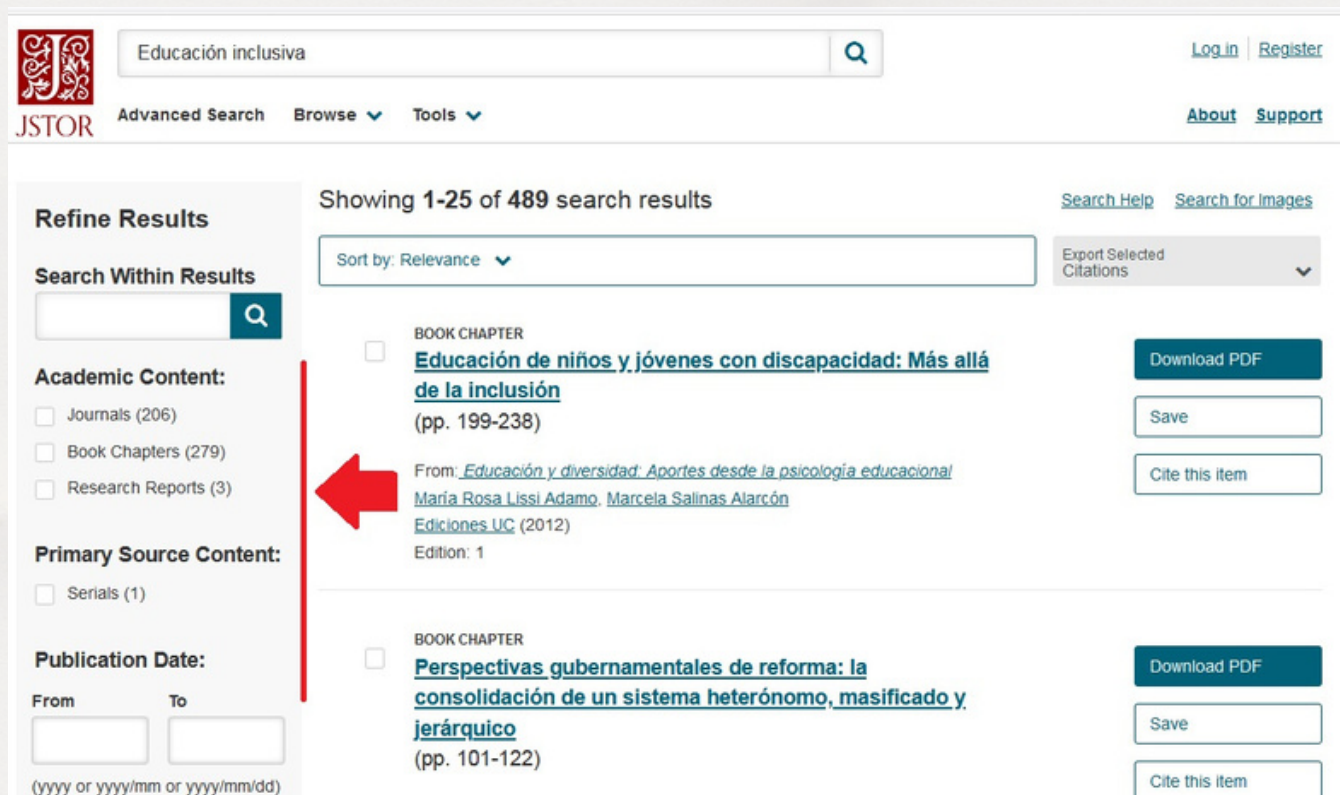 Educación inclusiva
Log in
Register
JSTOR
Advanced Search
Browse
Tools
About
Support
Refine Results
Search Within Results
Academic Content:
Journals (206)
Book Chapters (279)
Research Reports (3)
Primary Source Content:
Serials (1)
Publication Date:
From
To
(yyyy or yyyy/mm or yyyy/mm/dd)
Showing 1-25 of 489 search results
Search Help
Search for Images
Sort by: Relevance
Export Selected
Citations
BOOK CHAPTER
Educación de niños y jóvenes con discapacidad: Más allá
de la inclusión
(pp. 199-238)
From: Educación y diversidad: Aportes desde la psicología educacional
María Rosa Lissi Adamo, Marcela Salinas Alarcón
Ediciones UC (2012)
Edition: 1
Download PDF
Save
Cite this item
BOOK CHAPTER
Perspectivas gubernamentales de reforma: la
consolidación de un sistema heterónomo, masificado y
jerárquico
(pp. 101-122)
Download PDF
Save
Cite this item